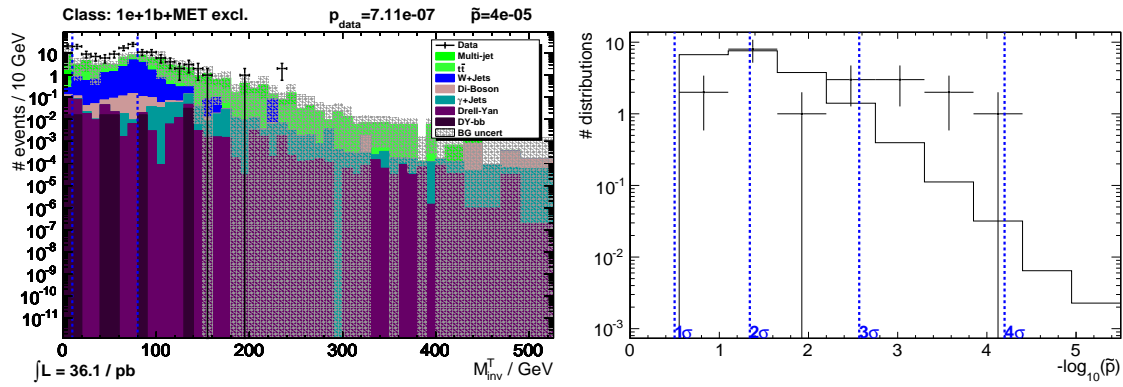 Class: 1e+1b+MET excl. p_data=7.11e-07 p̃=4e-05
# events / 10 GeV
10
1
10^-1
10^-2
10^-3
10^-4
10^-5
10^-6
10^-7
10^-8
10^-9
10^-10
10^-11
Data
Multi-jet
tt̄
W+Jets
Di-Boson
γ+Jets
Drell-Yan
DY-bb
BG uncert
0 100 200 300 400 500
∫L = 36.1 / pb
M^T_inv / GeV
# distributions
10
1
10^-1
10^-2
10^-3
1σ 2σ 3σ 4σ
0 1 2 3 4 5
-log_10(p̃)